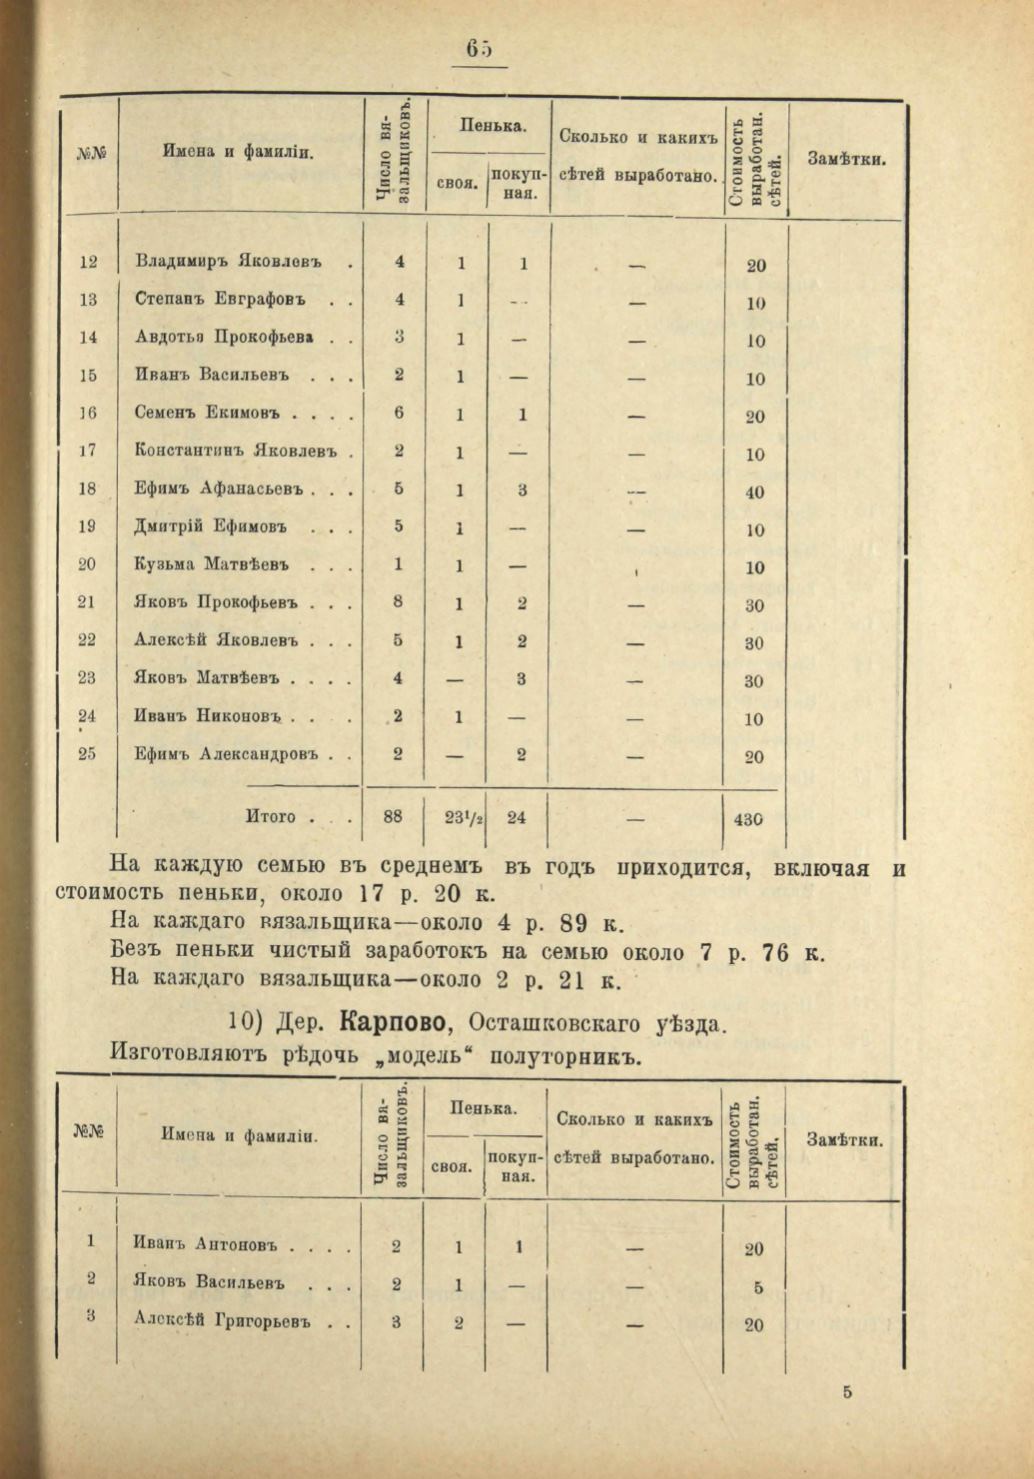 65
№№ Имена и фамиліи. Число вя-зальщиковъ. Пенька. своя. покуп-ная. Сколько и какихъ сѣтей выработано. Стоимость выработан. сѣтей. Замѣтки.
12 Владимиръ Яковлевъ . 4 1 1 — 20
13 Степанъ Евграфовъ . . 4 1 — — 10
14 Авдотья Прокофьева . . 3 1 — — 10
15 Иванъ Васильевъ . . . 2 1 — — 10
16 Семенъ Екимовъ . . . . 6 1 1 — 20
17 Константинъ Яковлевъ . 2 1 — — 10
18 Ефимъ Афанасьевъ . . . 5 1 3 — 40
19 Дмитрій Ефимовъ . . . 5 1 — — 10
20 Кузьма Матвѣевъ . . . 1 1 — 10
21 Яковъ Прокофьевъ . . . 8 1 2 — 30
22 Алексѣй Яковлевъ . . . 5 1 2 — 30
23 Яковъ Матвѣевъ . . . . 4 — 3 — 30
24 Иванъ Никоновъ . . . 2 1 — — 10
25 Ефимъ Александровъ . . 2 — 2 — 20
Итого . . . 88 23½ 24 — 430
На каждую семью въ среднемъ въ годъ приходится, включая и
стоимость пеньки, около 17 р. 20 к.
На каждаго вязальщика—около 4 р. 89 к.
Безъ пеньки чистый заработокъ на семью около 7 р. 76 к.
На каждаго вязальщика—около 2 р. 21 к.
10) Дер. Карпово, Осташковскаго уѣзда.
Изготовляютъ рѣдочь „модель“ полуторникъ.
№№ Имена и фамиліи. Число вя-зальщиковъ. Пенька. своя. покуп-ная. Сколько и какихъ сѣтей выработано. Стоимость выработан. сѣтей. Замѣтки.
1 Иванъ Антоновъ . . . . 2 1 1 — 20
2 Яковъ Васильевъ . . . 2 1 — — 5
3 Алексѣй Григорьевъ . . 3 2 — — 20
5